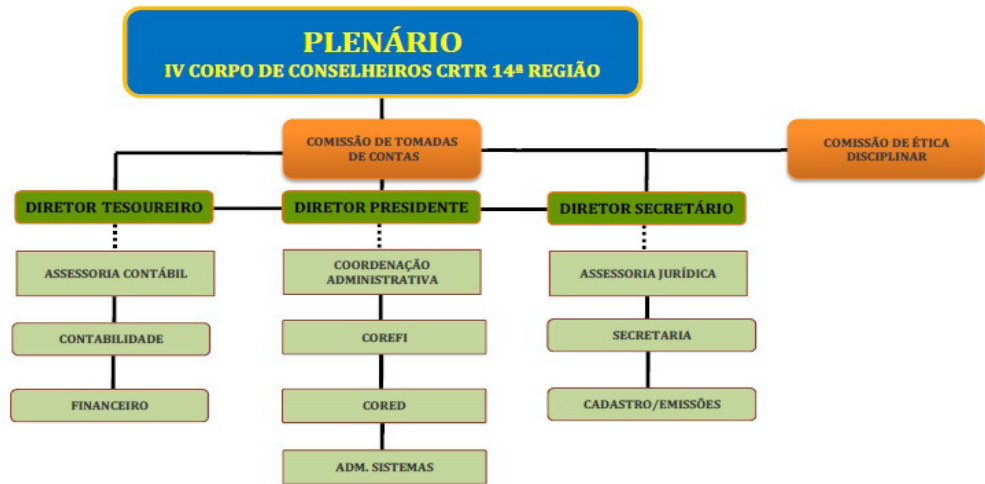 PLENÁRIO
IV CORPO DE CONSELHEIROS CRTR 14ª REGIÃO
COMISSÃO DE TOMADAS
DE CONTAS
COMISSÃO DE ÉTICA
DISCIPLINAR
DIRETOR TESOUREIRO
DIRETOR PRESIDENTE
DIRETOR SECRETÁRIO
ASSESSORIA CONTÁBIL
COORDENAÇÃO
ADMINISTRATIVA
ASSESSORIA JURÍDICA
CONTABILIDADE
COREFI
SECRETARIA
FINANCEIRO
CORED
CADASTRO/EMISSÕES
ADM. SISTEMAS